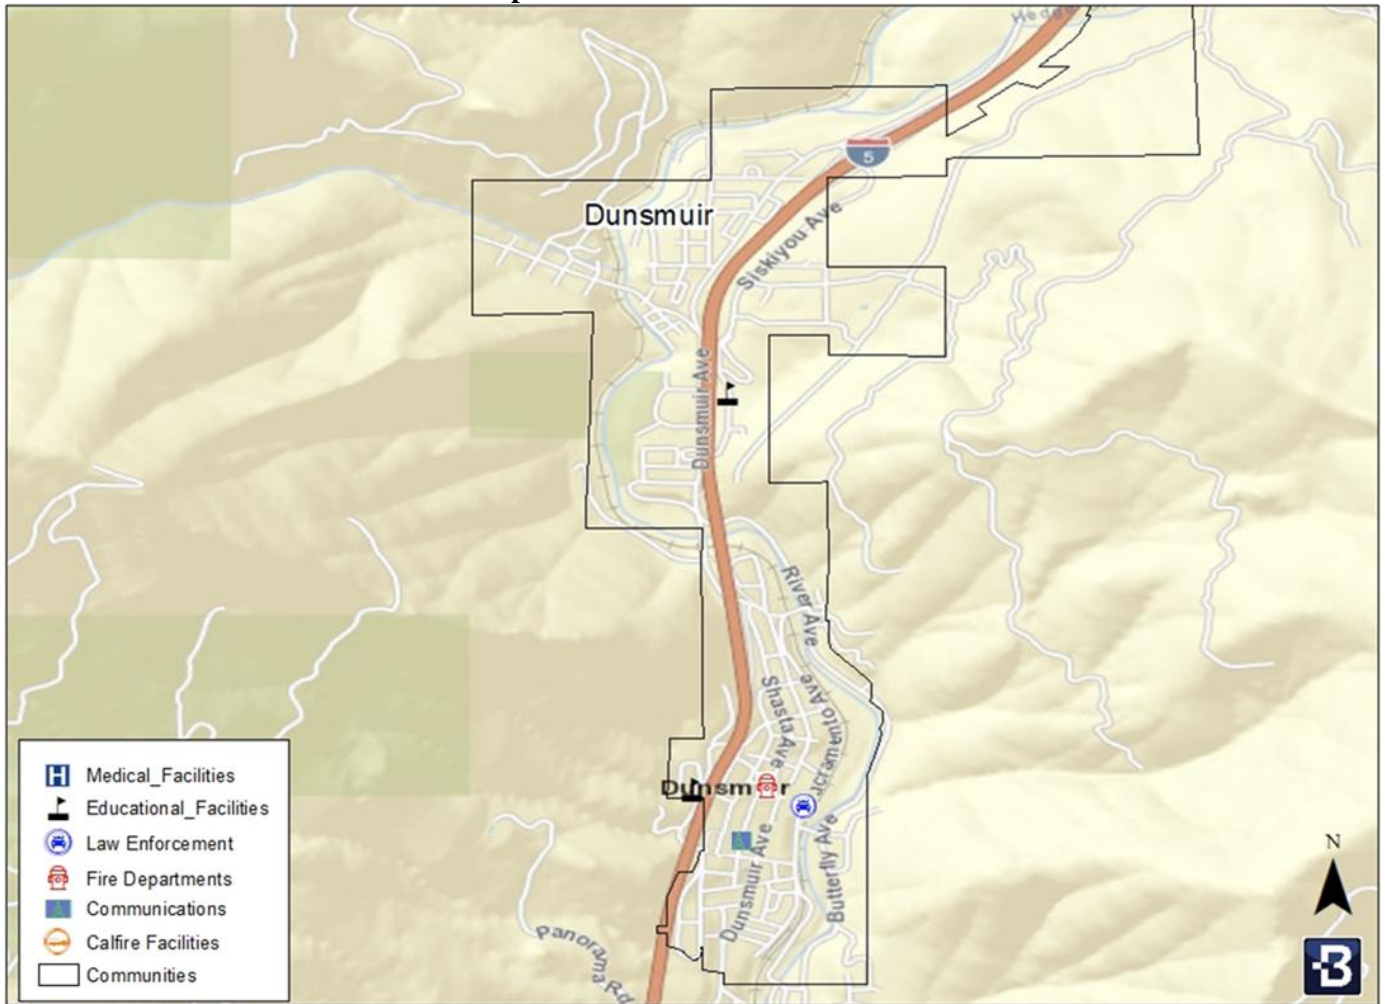 5
Dunsmuir
Siskiyou Ave
Dunsmuir Ave
River Ave
Shasta Ave
Dunsm r
Dunsmuir Ave
Butterfly Ave
Panorama Rd
Medical_Facilities
Educational_Facilities
Law Enforcement
Fire Departments
Communications
Calfire Facilities
Communities
H
N
B